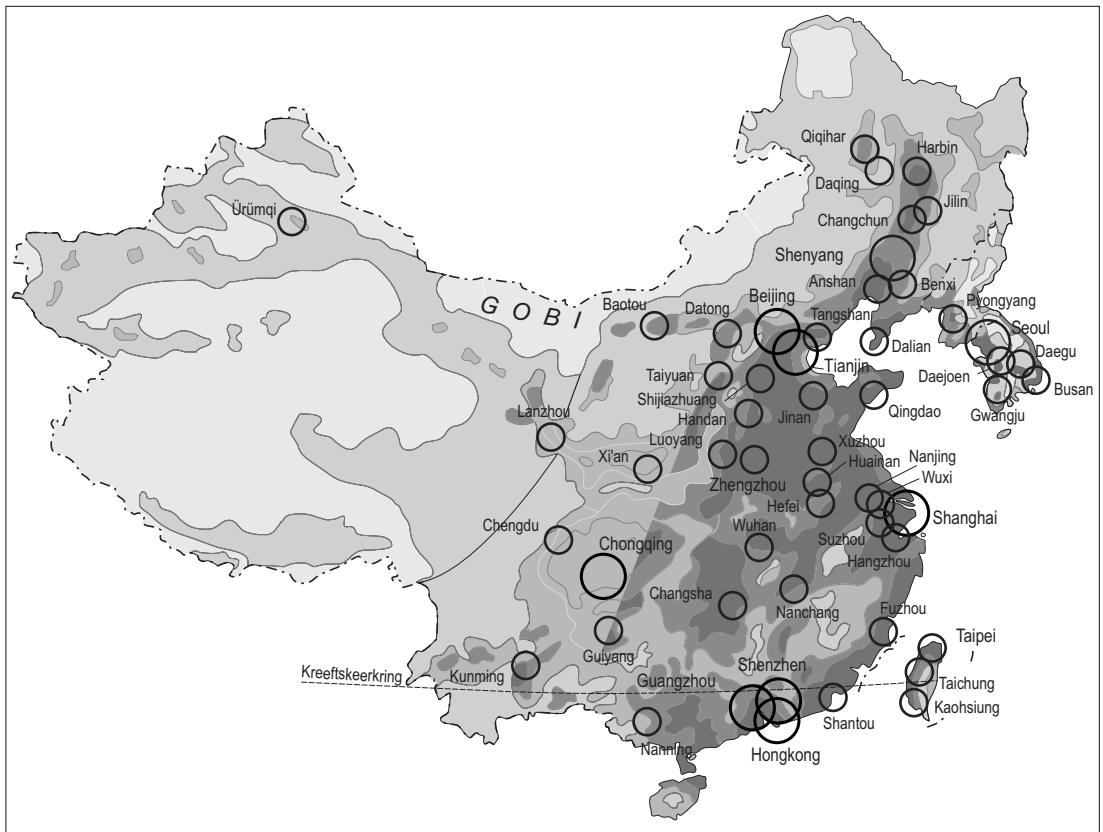 Qiqihar
Harbin
Daqing
Jilin
Ürümqi
Changchun
Shenyang
Anshan
Benxi
GOBI
Baotou
Datong
Beijing
Tangshan
Pyongyang
Seoul
Dalian
Daegu
Tianjin
Daejoen
Taiyuan
Busan
Shijiazhuang
Qingdao
Gwangju
Lanzhou
Handan
Jinan
Luoyang
Xuzhou
Xi'an
Huainan
Nanjing
Zhengzhou
Wuxi
Hefei
Shanghai
Chengdu
Wuhan
Suzhou
Chongqing
Hangzhou
Changsha
Nanchang
Fuzhou
Guiyang
Taipei
Kreeftskeerkring
Kunming
Shenzhen
Guangzhou
Taichung
Kaohsiung
Shantou
Nanning
Hongkong